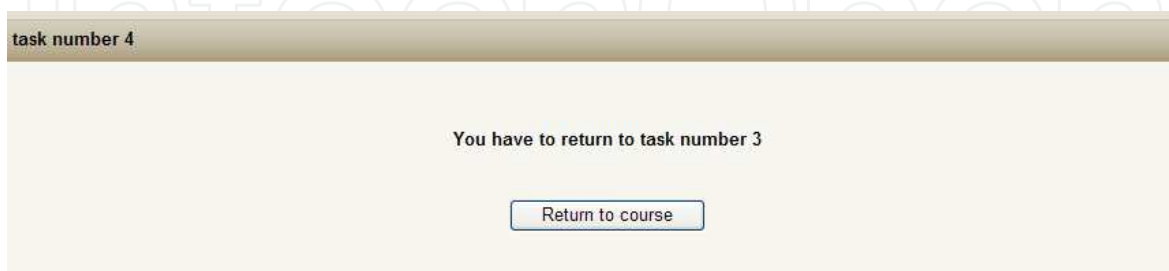 task number 4
You have to return to task number 3
Return to course